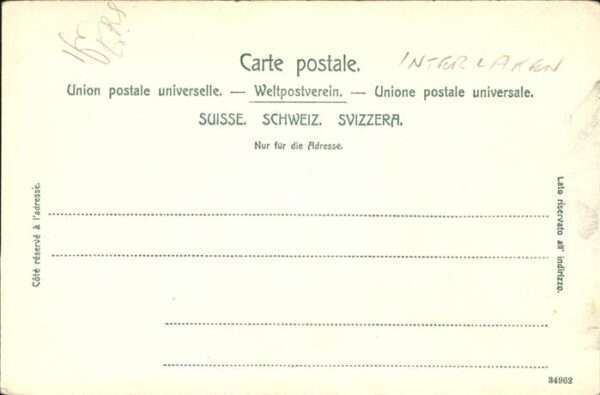 Carte postale.
INTERLAKEN
Union postale universelle. — Weltpostverein. — Unione postale universale.
SUISSE. SCHWEIZ. SVIZZERA.
Nur für die Adresse.
Côté réservé à l'adresse.
Lato riservato all' indirizzo.
34962